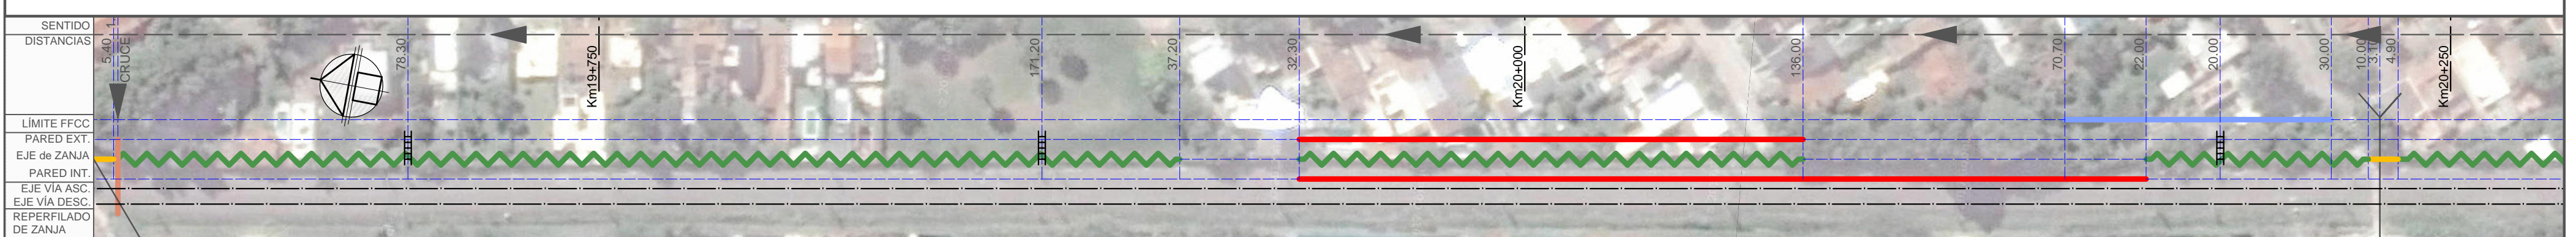 SENTIDO
DISTANCIAS
5.40
1
CRUCE
78.30
Km19+750
171.20
37.20
32.30
Km20+000
136.00
70.70
22.00
20.00
30.00
10.00
3.10
4.90
Km20+250
LÍMITE FFCC
PARED EXT.
EJE de ZANJA
PARED INT.
EJE VÍA ASC.
EJE VÍA DESC.
REPERFILADO
DE ZANJA